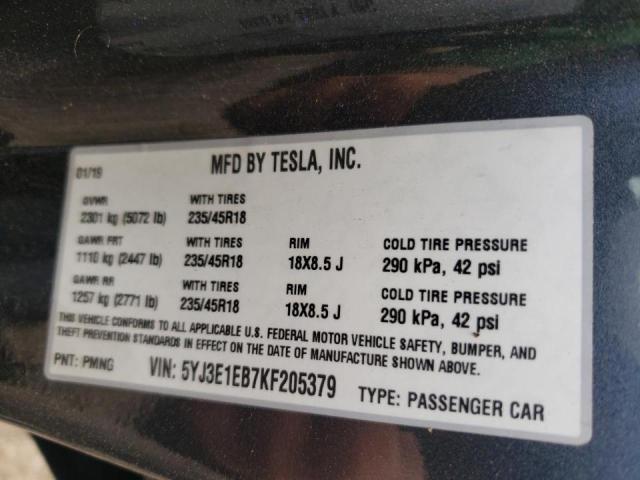 01/19 MFD BY TESLA, INC.
GVWR WITH TIRES
2301 kg (5072 lb) 235/45R18
GAWR FRT WITH TIRES RIM COLD TIRE PRESSURE
1110 kg (2447 lb) 235/45R18 18X8.5 J 290 kPa, 42 psi
GAWR RR WITH TIRES RIM COLD TIRE PRESSURE
1257 kg (2771 lb) 235/45R18 18X8.5 J 290 kPa, 42 psi
THIS VEHICLE CONFORMS TO ALL APPLICABLE U.S. FEDERAL MOTOR VEHICLE SAFETY, BUMPER, AND
THEFT PREVENTION STANDARDS IN EFFECT ON THE DATE OF MANUFACTURE SHOWN ABOVE.
PNT: PMNG VIN: 5YJ3E1EB7KF205379 TYPE: PASSENGER CAR